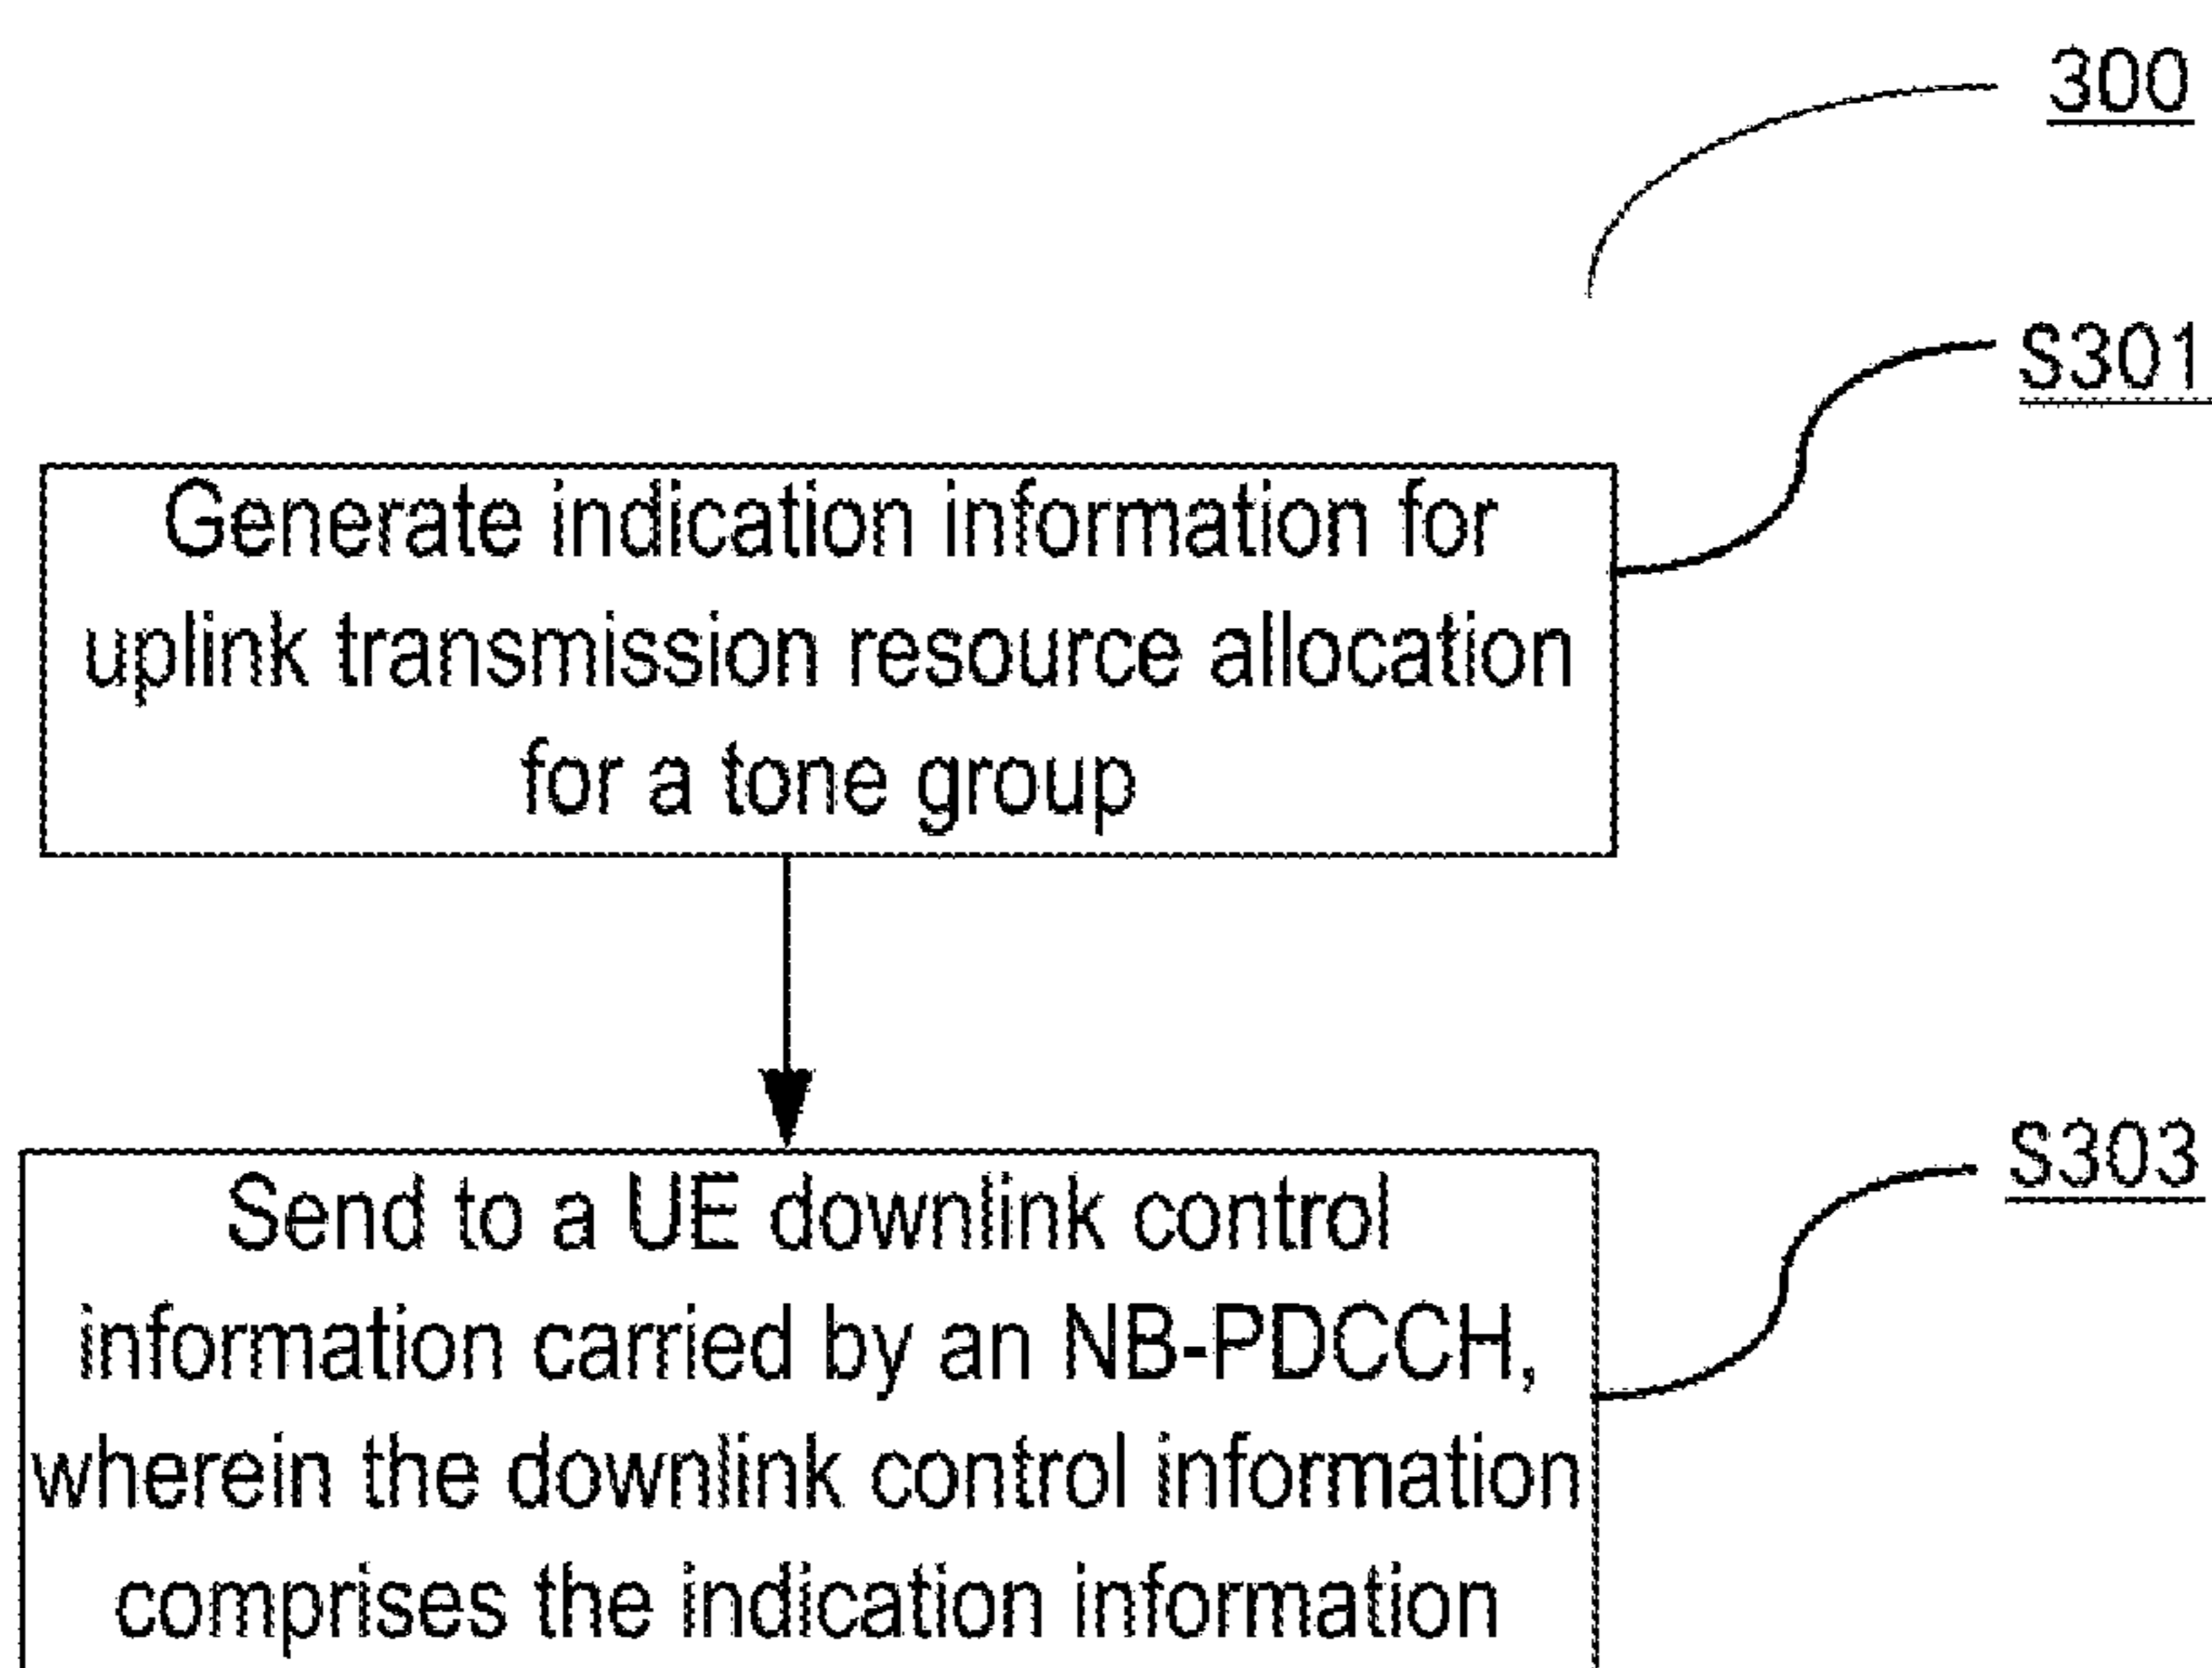 300
S301
Generate indication information for
uplink transmission resource allocation
for a tone group
S303
Send to a UE downlink control
information carried by an NB-PDCCH,
wherein the downlink control information
comprises the indication information